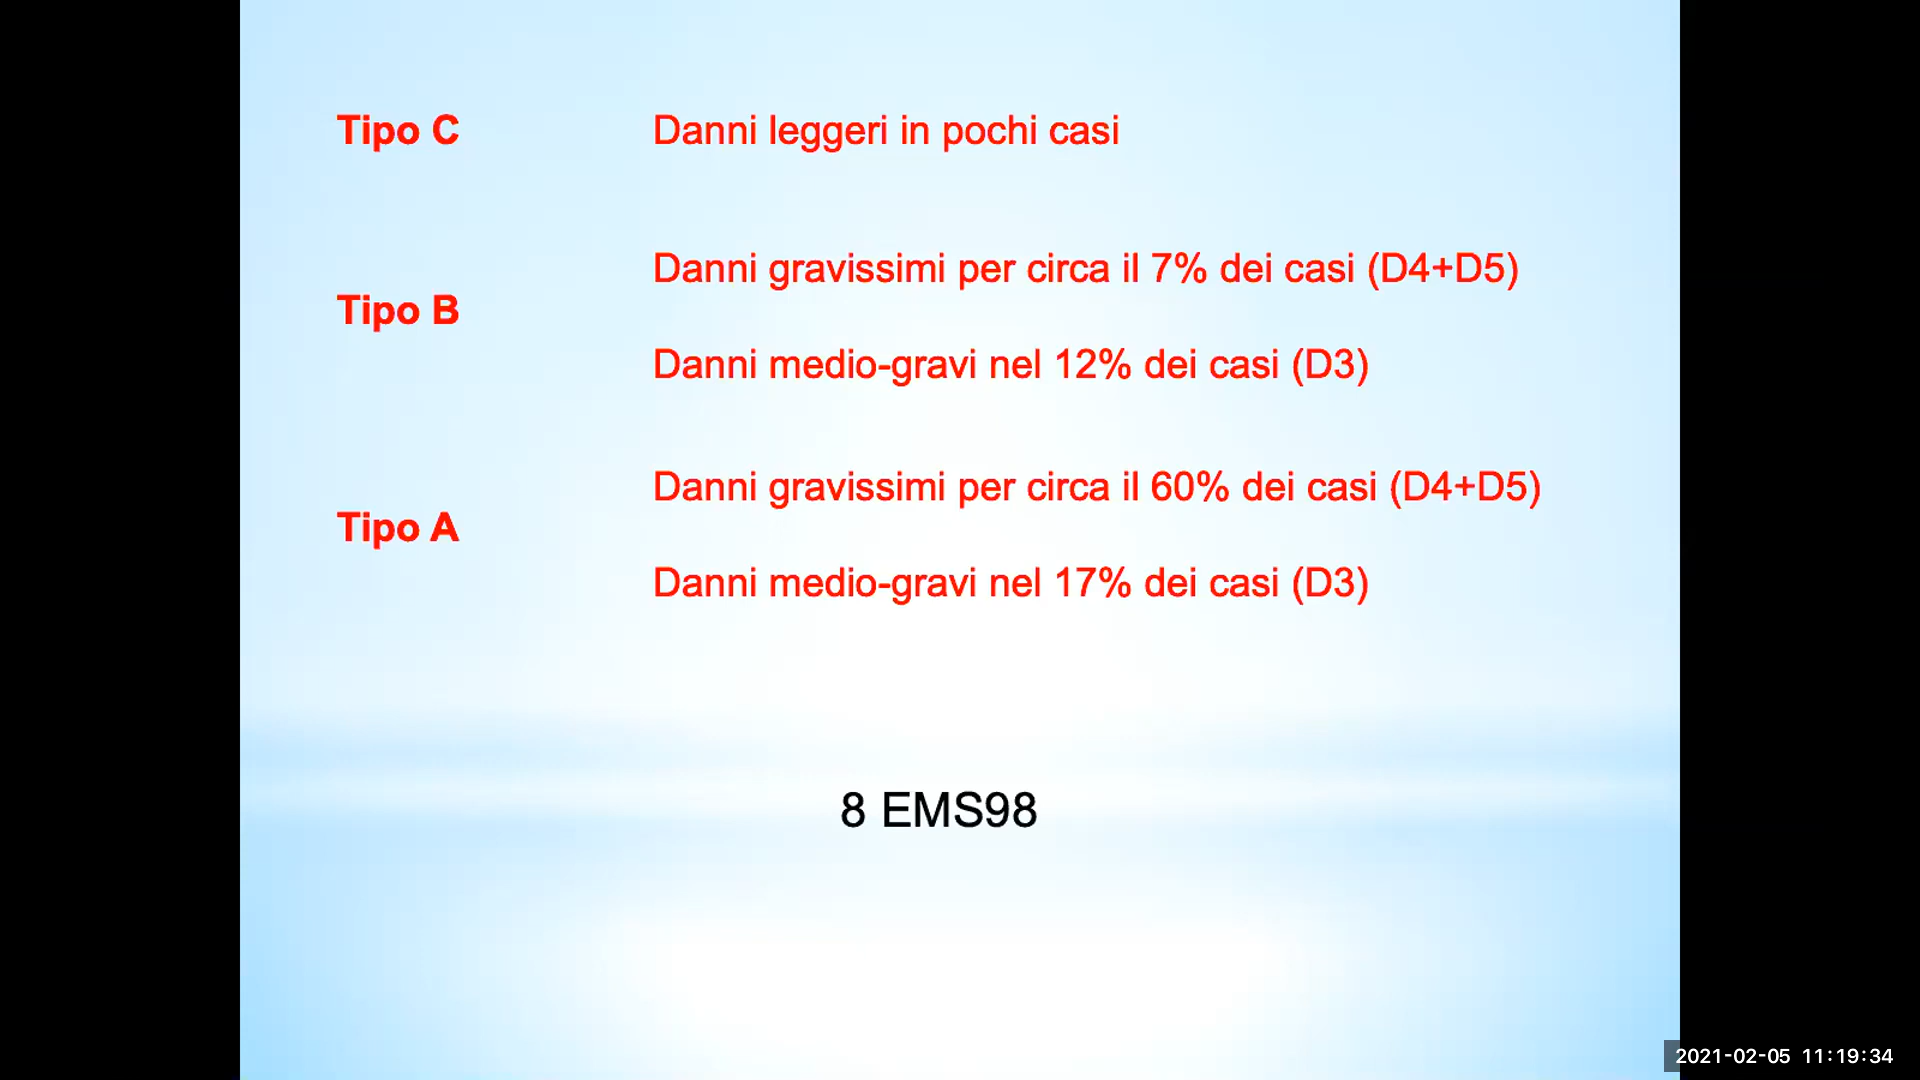 Tipo C
Danni leggeri in pochi casi
Tipo B
Danni gravissimi per circa il 7% dei casi (D4+D5)
Danni medio-gravi nel 12% dei casi (D3)
Tipo A
Danni gravissimi per circa il 60% dei casi (D4+D5)
Danni medio-gravi nel 17% dei casi (D3)
8 EMS98
2021-02-05 11:19:34